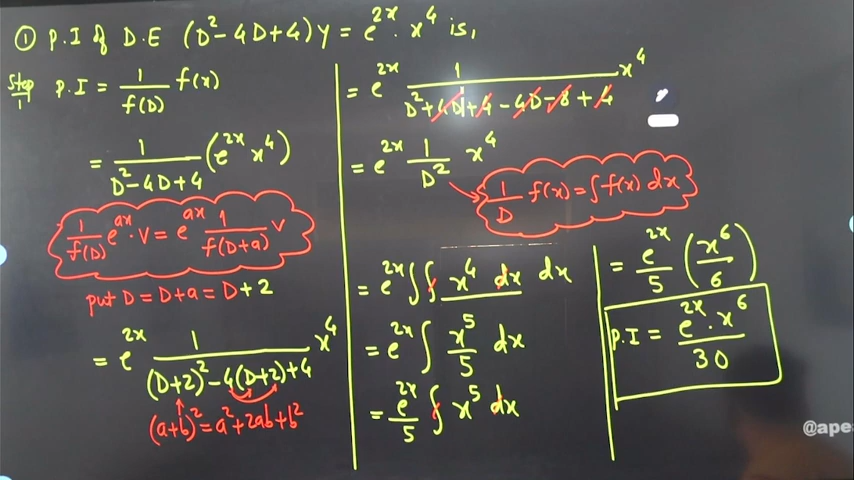 ① P.I of D.E (D² - 4D + 4) y = e^{2x} . x⁴ is,
Step 1 P.I = 1/f(D) f(x)
= 1/(D² - 4D + 4) (e^{2x} x⁴)
1/f(D) e^{ax} . V = e^{ax} 1/f(D+a) V
put D = D + a = D + 2
= e^{2x} 1/((D+2)² - 4(D+2) + 4) x⁴
(a+b)² = a² + 2ab + b²
= e^{2x} 1/(D² + 4D + 4 - 4D - 8 + 4) x⁴
= e^{2x} 1/D² x⁴
1/D f(x) = ∫ f(x) dx
= e^{2x} ∫∫ x⁴ dx dx
= e^{2x} ∫ x⁵/5 dx
= e^{2x}/5 ∫ x⁵ dx
= e^{2x}/5 (x⁶/6)
P.I = e^{2x} . x⁶/30
@ape